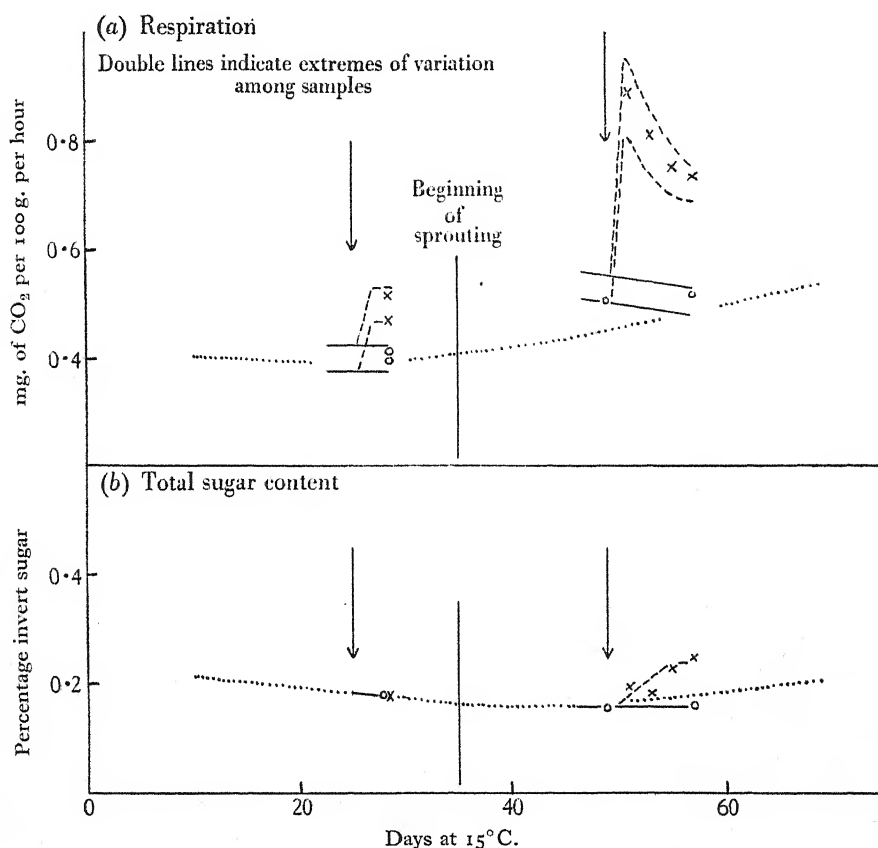 (a) Respiration
Double lines indicate extremes of variation
among samples
Beginning
of
sprouting
mg. of CO₂ per 100 g. per hour
0·8
0·6
0·4
(b) Total sugar content
Percentage invert sugar
0·4
0·2
0
20
40
60
Days at 15°C.